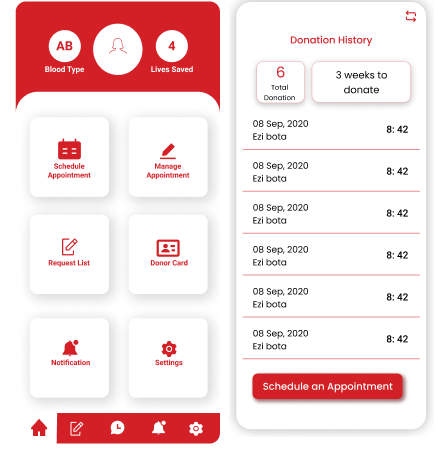 AB
Blood Type
4
Lives Saved
Schedule
Appointment
Manage
Appointment
Request List
Donor Card
Notification
Settings
Donation History
6
Total
Donation
3 weeks to
donate
08 Sep, 2020
Ezi bota
8: 42
08 Sep, 2020
Ezi bota
8: 42
08 Sep, 2020
Ezi bota
8: 42
08 Sep, 2020
Ezi bota
8: 42
08 Sep, 2020
Ezi bota
8: 42
08 Sep, 2020
Ezi bota
8: 42
Schedule an Appointment